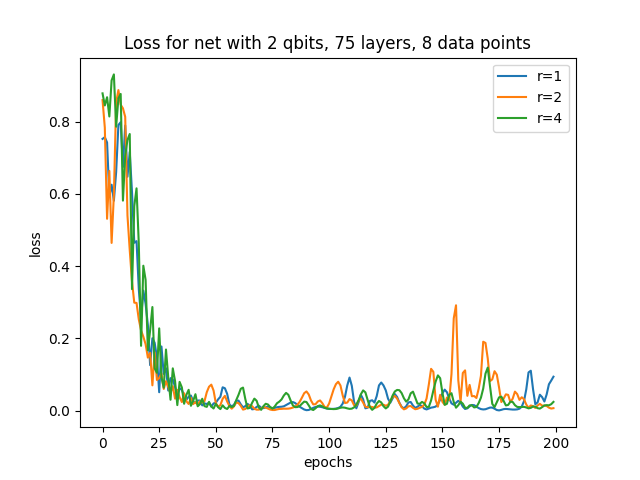 Loss for net with 2 qbits, 75 layers, 8 data points
r=1
r=2
r=4
loss
0.8
0.6
0.4
0.2
0.0
0 25 50 75 100 125 150 175 200
epochs